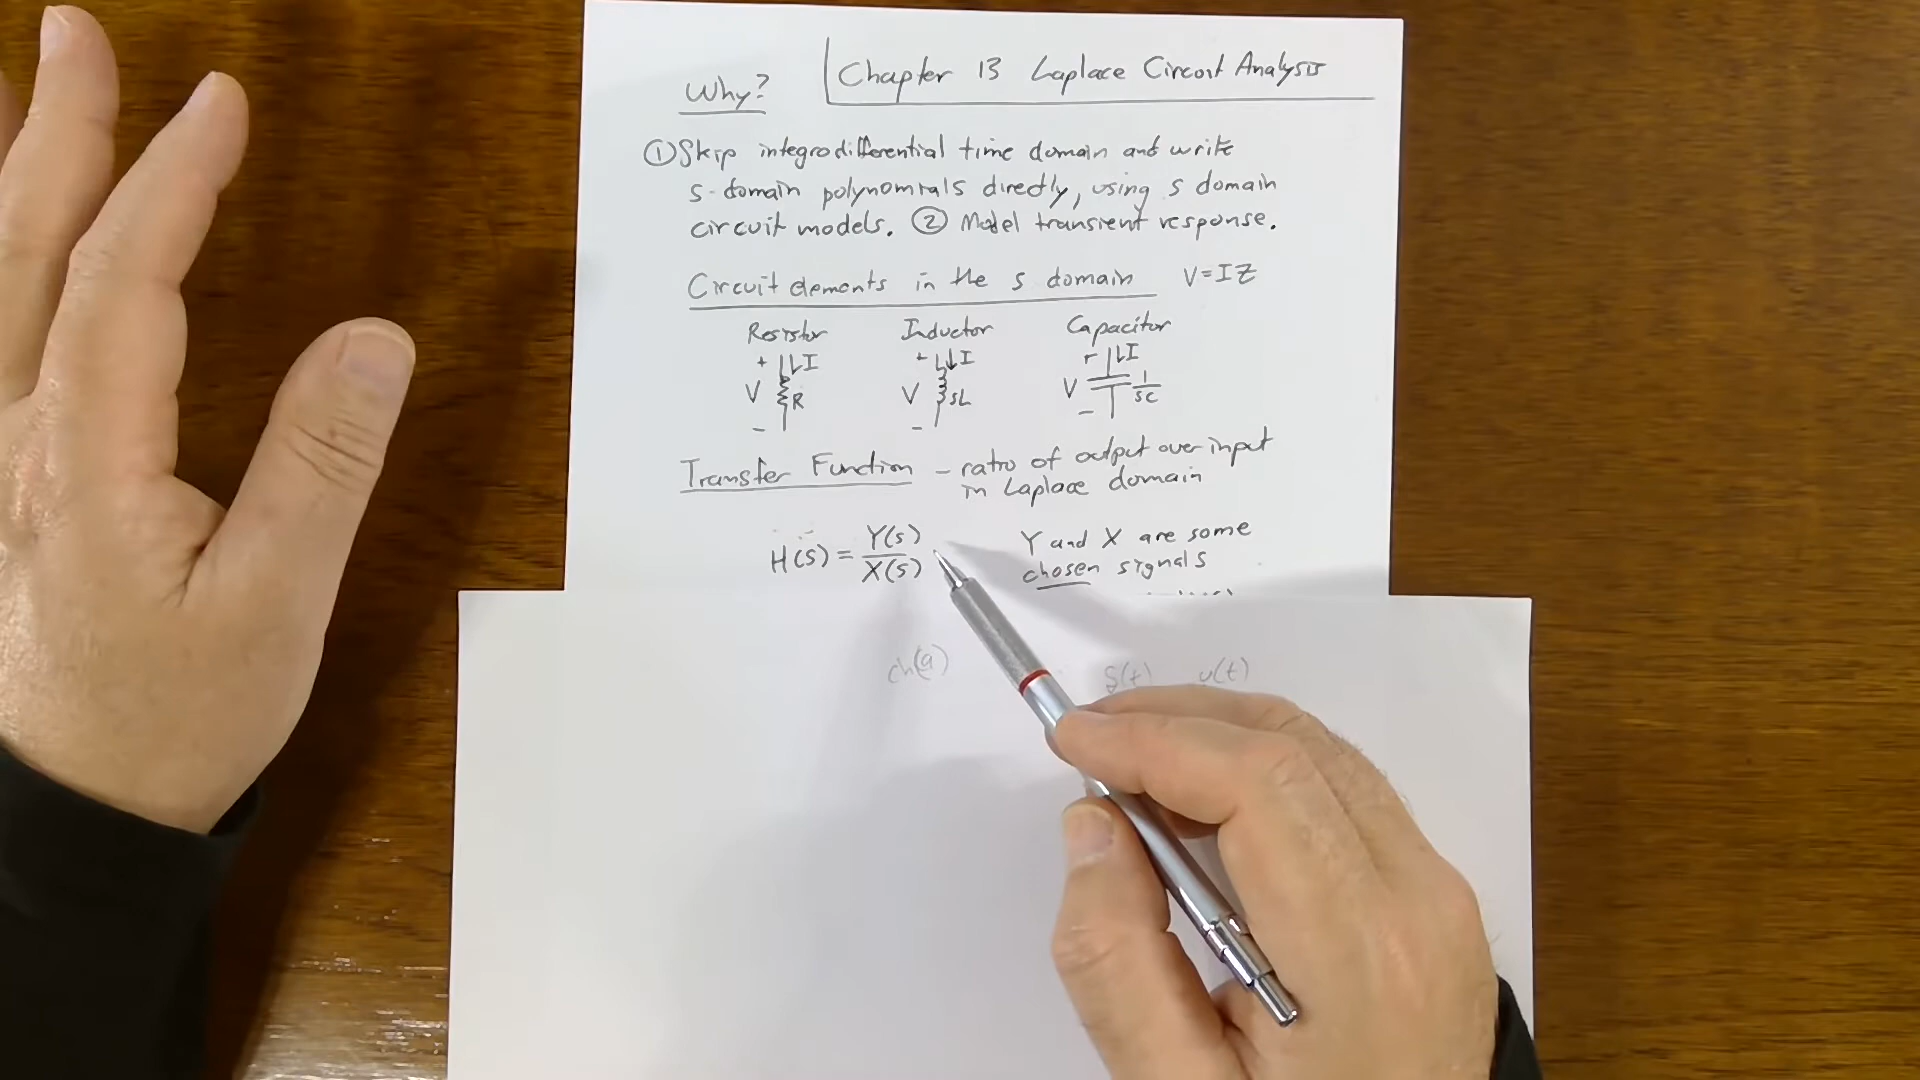 Why?
Chapter 13 Laplace Circuit Analysis
① Skip integrodifferential time domain and write
s-domain polynomials directly, using s domain
circuit models. ② Model transient response.
Circuit elements in the s domain V=IZ
Resistor Inductor Capacitor
+ I + I + I
V R V sL V 1/sC
- - -
Transfer Function - ratio of output over input
in Laplace domain
H(s) = Y(s)/X(s)
Y and X are some
chosen signals
δ(t) u(t)